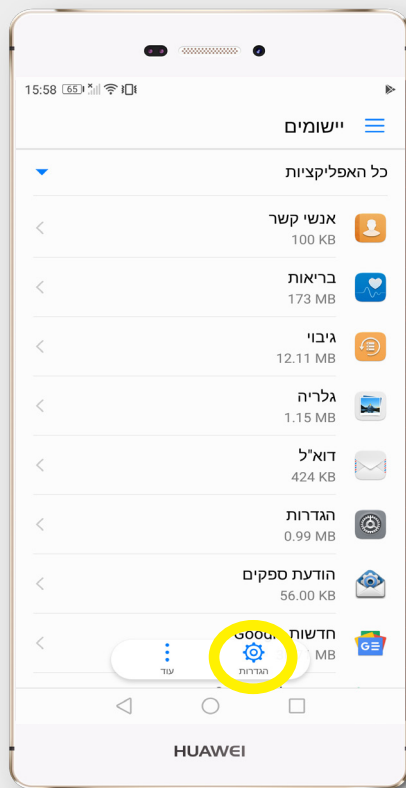 15:58 65
יישומים
כל האפליקציות
אנשי קשר
100 KB
בריאות
173 MB
גיבוי
12.11 MB
גלריה
1.15 MB
דוא"ל
424 KB
הגדרות
0.99 MB
הודעת ספקים
56.00 KB
חדשות
MB
הגדרות
עוד
HUAWEI